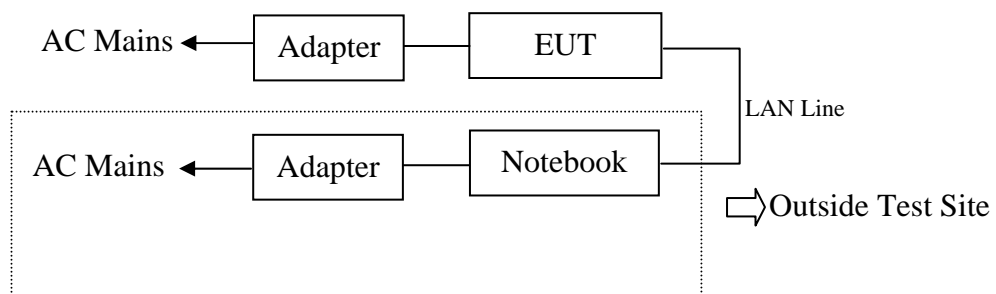 AC Mains
Adapter
EUT
LAN Line
AC Mains
Adapter
Notebook
Outside Test Site